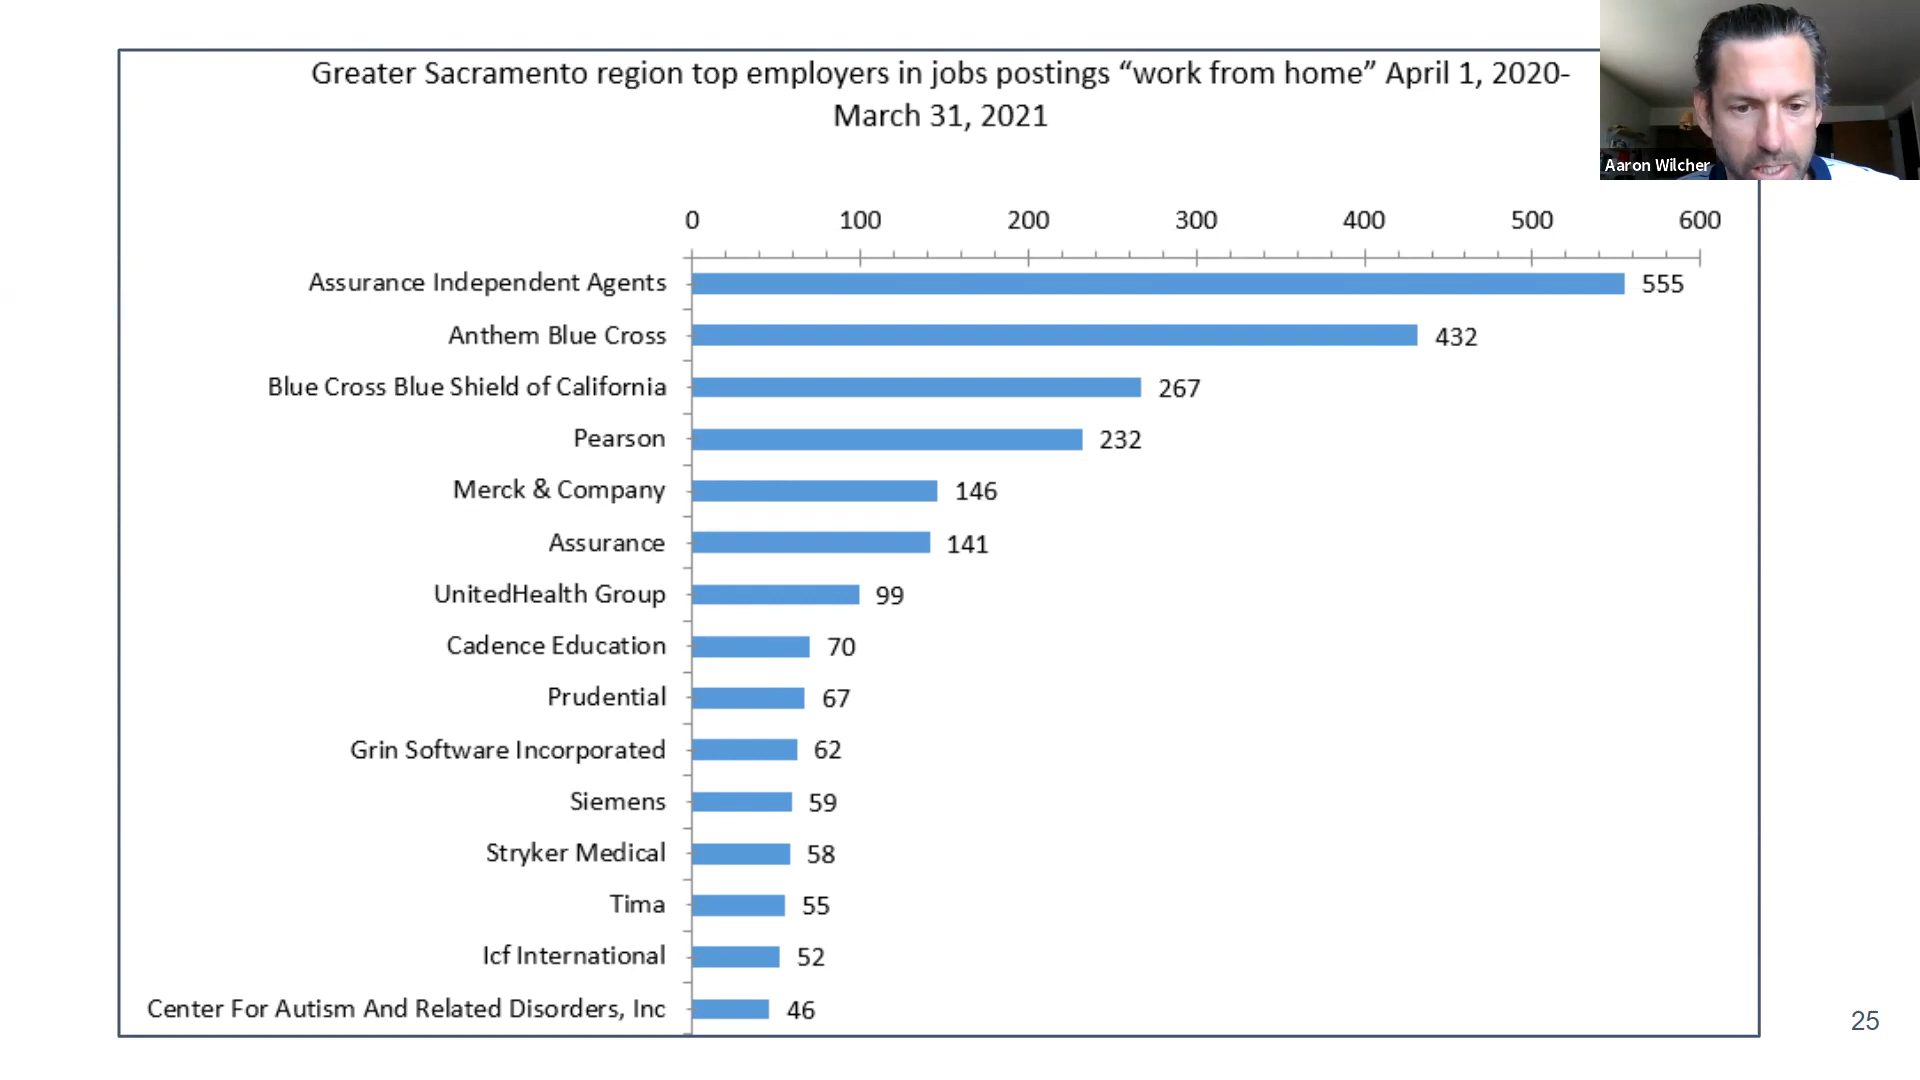 Greater Sacramento region top employers in jobs postings “work from home” April 1, 2020-
March 31, 2021
Aaron Wilcher
0 100 200 300 400 500 600
Assurance Independent Agents 555
Anthem Blue Cross 432
Blue Cross Blue Shield of California 267
Pearson 232
Merck & Company 146
Assurance 141
UnitedHealth Group 99
Cadence Education 70
Prudential 67
Grin Software Incorporated 62
Siemens 59
Stryker Medical 58
Tima 55
Icf International 52
Center For Autism And Related Disorders, Inc 46
25